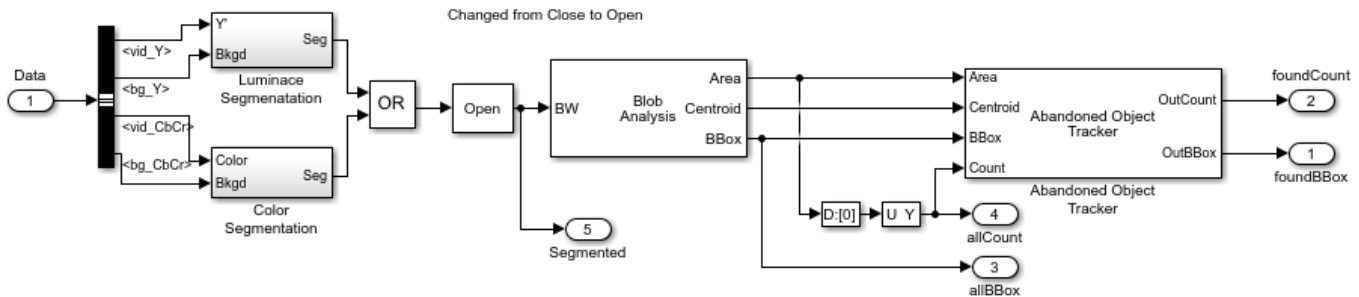 Changed from Close to Open
Data
1
<vid_Y>
<bg_Y>
<vid_CbCr>
<bg_CbCr>
Y'
Bkgd
Seg
Luminace
Segmenatation
Color
Bkgd
Seg
Color
Segmentation
OR
Open
5
Segmented
BW
Blob
Analysis
Area
Centroid
BBox
D:[0]
U Y
4
allCount
3
allBBox
Area
Centroid
BBox
Count
Abandoned Object
Tracker
OutCount
OutBBox
Abandoned Object
Tracker
foundCount
2
1
foundBBox